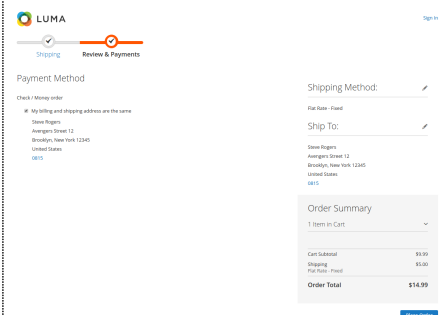 LUMA
Sign In
Shipping
Review & Payments
Payment Method
Check / Money order
My billing and shipping address are the same
Steve Rogers
Avengers Street 12
Brooklyn, New York 12345
United States
0815
Shipping Method:
Flat Rate - Fixed
Ship To:
Steve Rogers
Avengers Street 12
Brooklyn, New York 12345
United States
0815
Order Summary
1 Item in Cart
Cart Subtotal $9.99
Shipping $5.00
Flat Rate - Fixed
Order Total $14.99